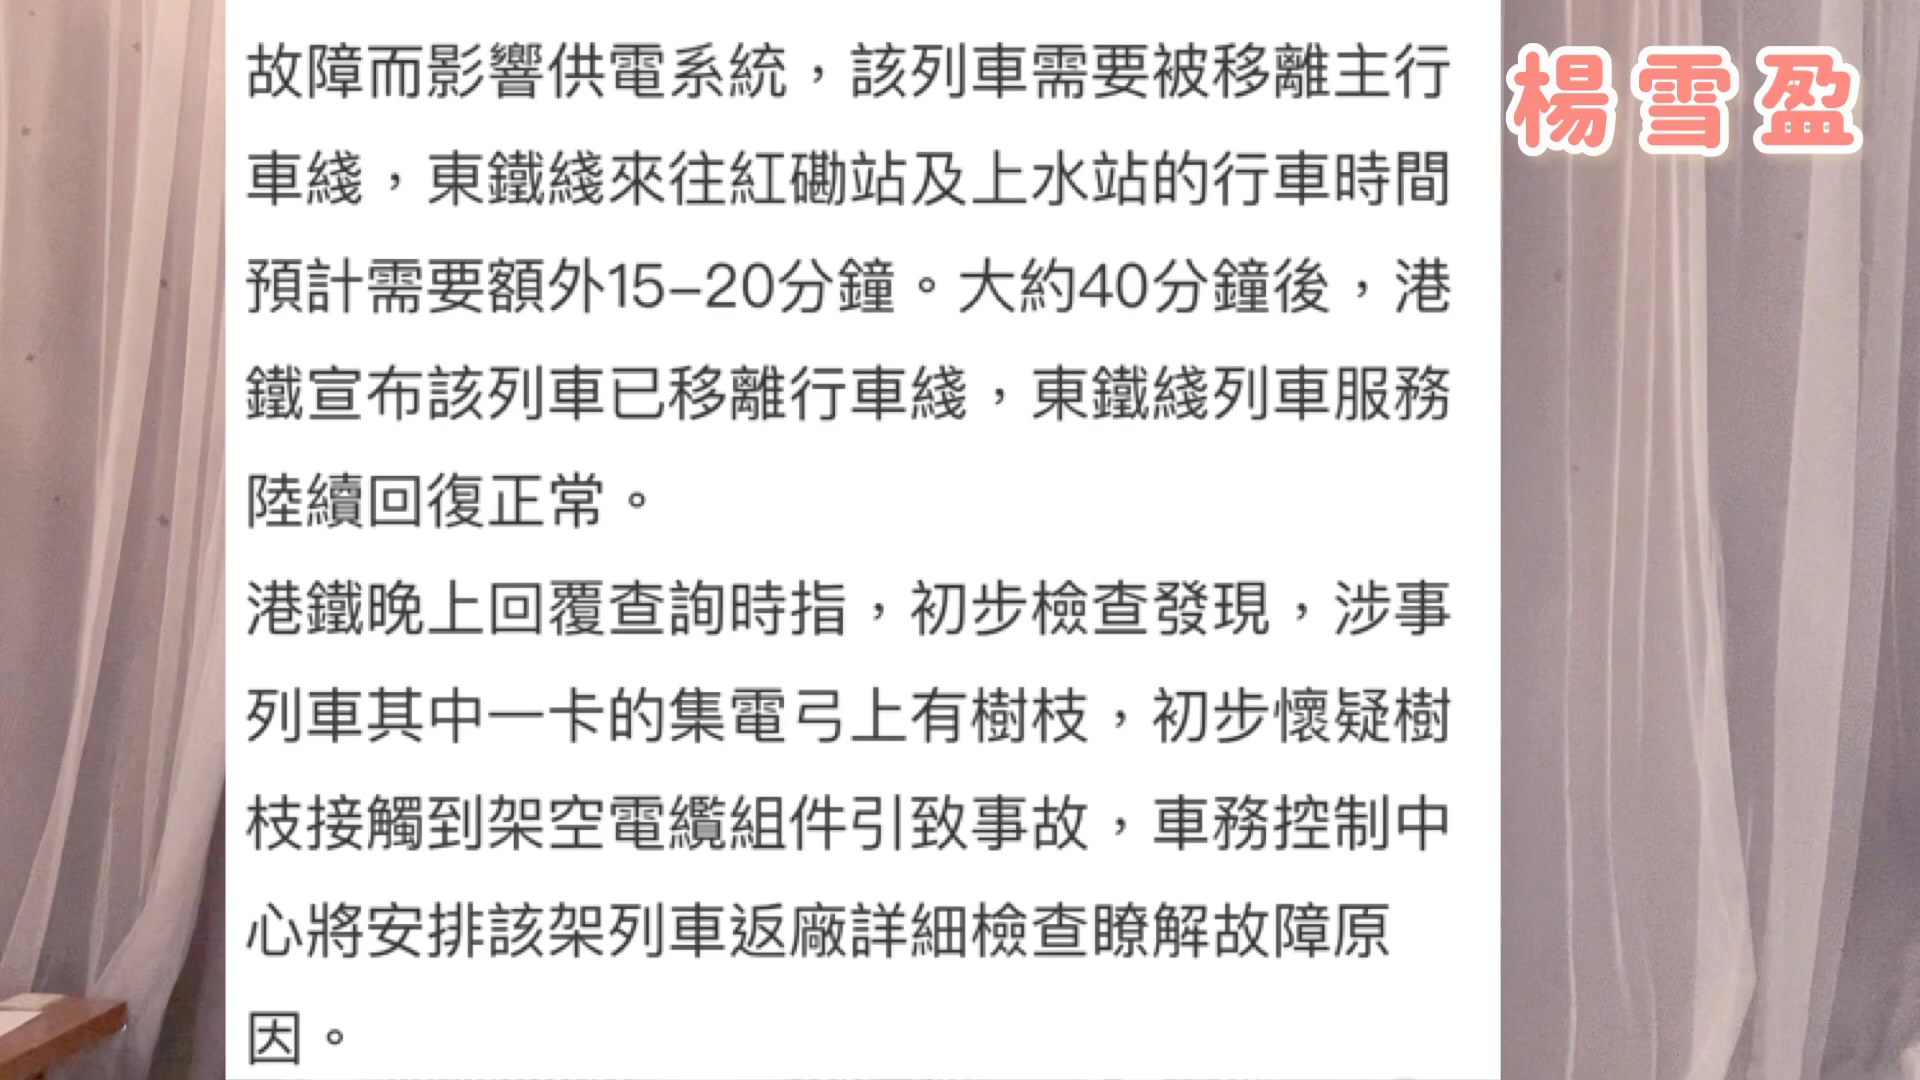 故障而影響供電系統，該列車需要被移離主行
車綫，東鐵綫來往紅磡站及上水站的行車時間
預計需要額外15–20分鐘。大約40分鐘後，港
鐵宣布該列車已移離行車綫，東鐵綫列車服務
陸續回復正常。
港鐵晚上回覆查詢時指，初步檢查發現，涉事
列車其中一卡的集電弓上有樹枝，初步懷疑樹
枝接觸到架空電纜組件引致事故，車務控制中
心將安排該架列車返廠詳細檢查瞭解故障原
因。
楊雪盈